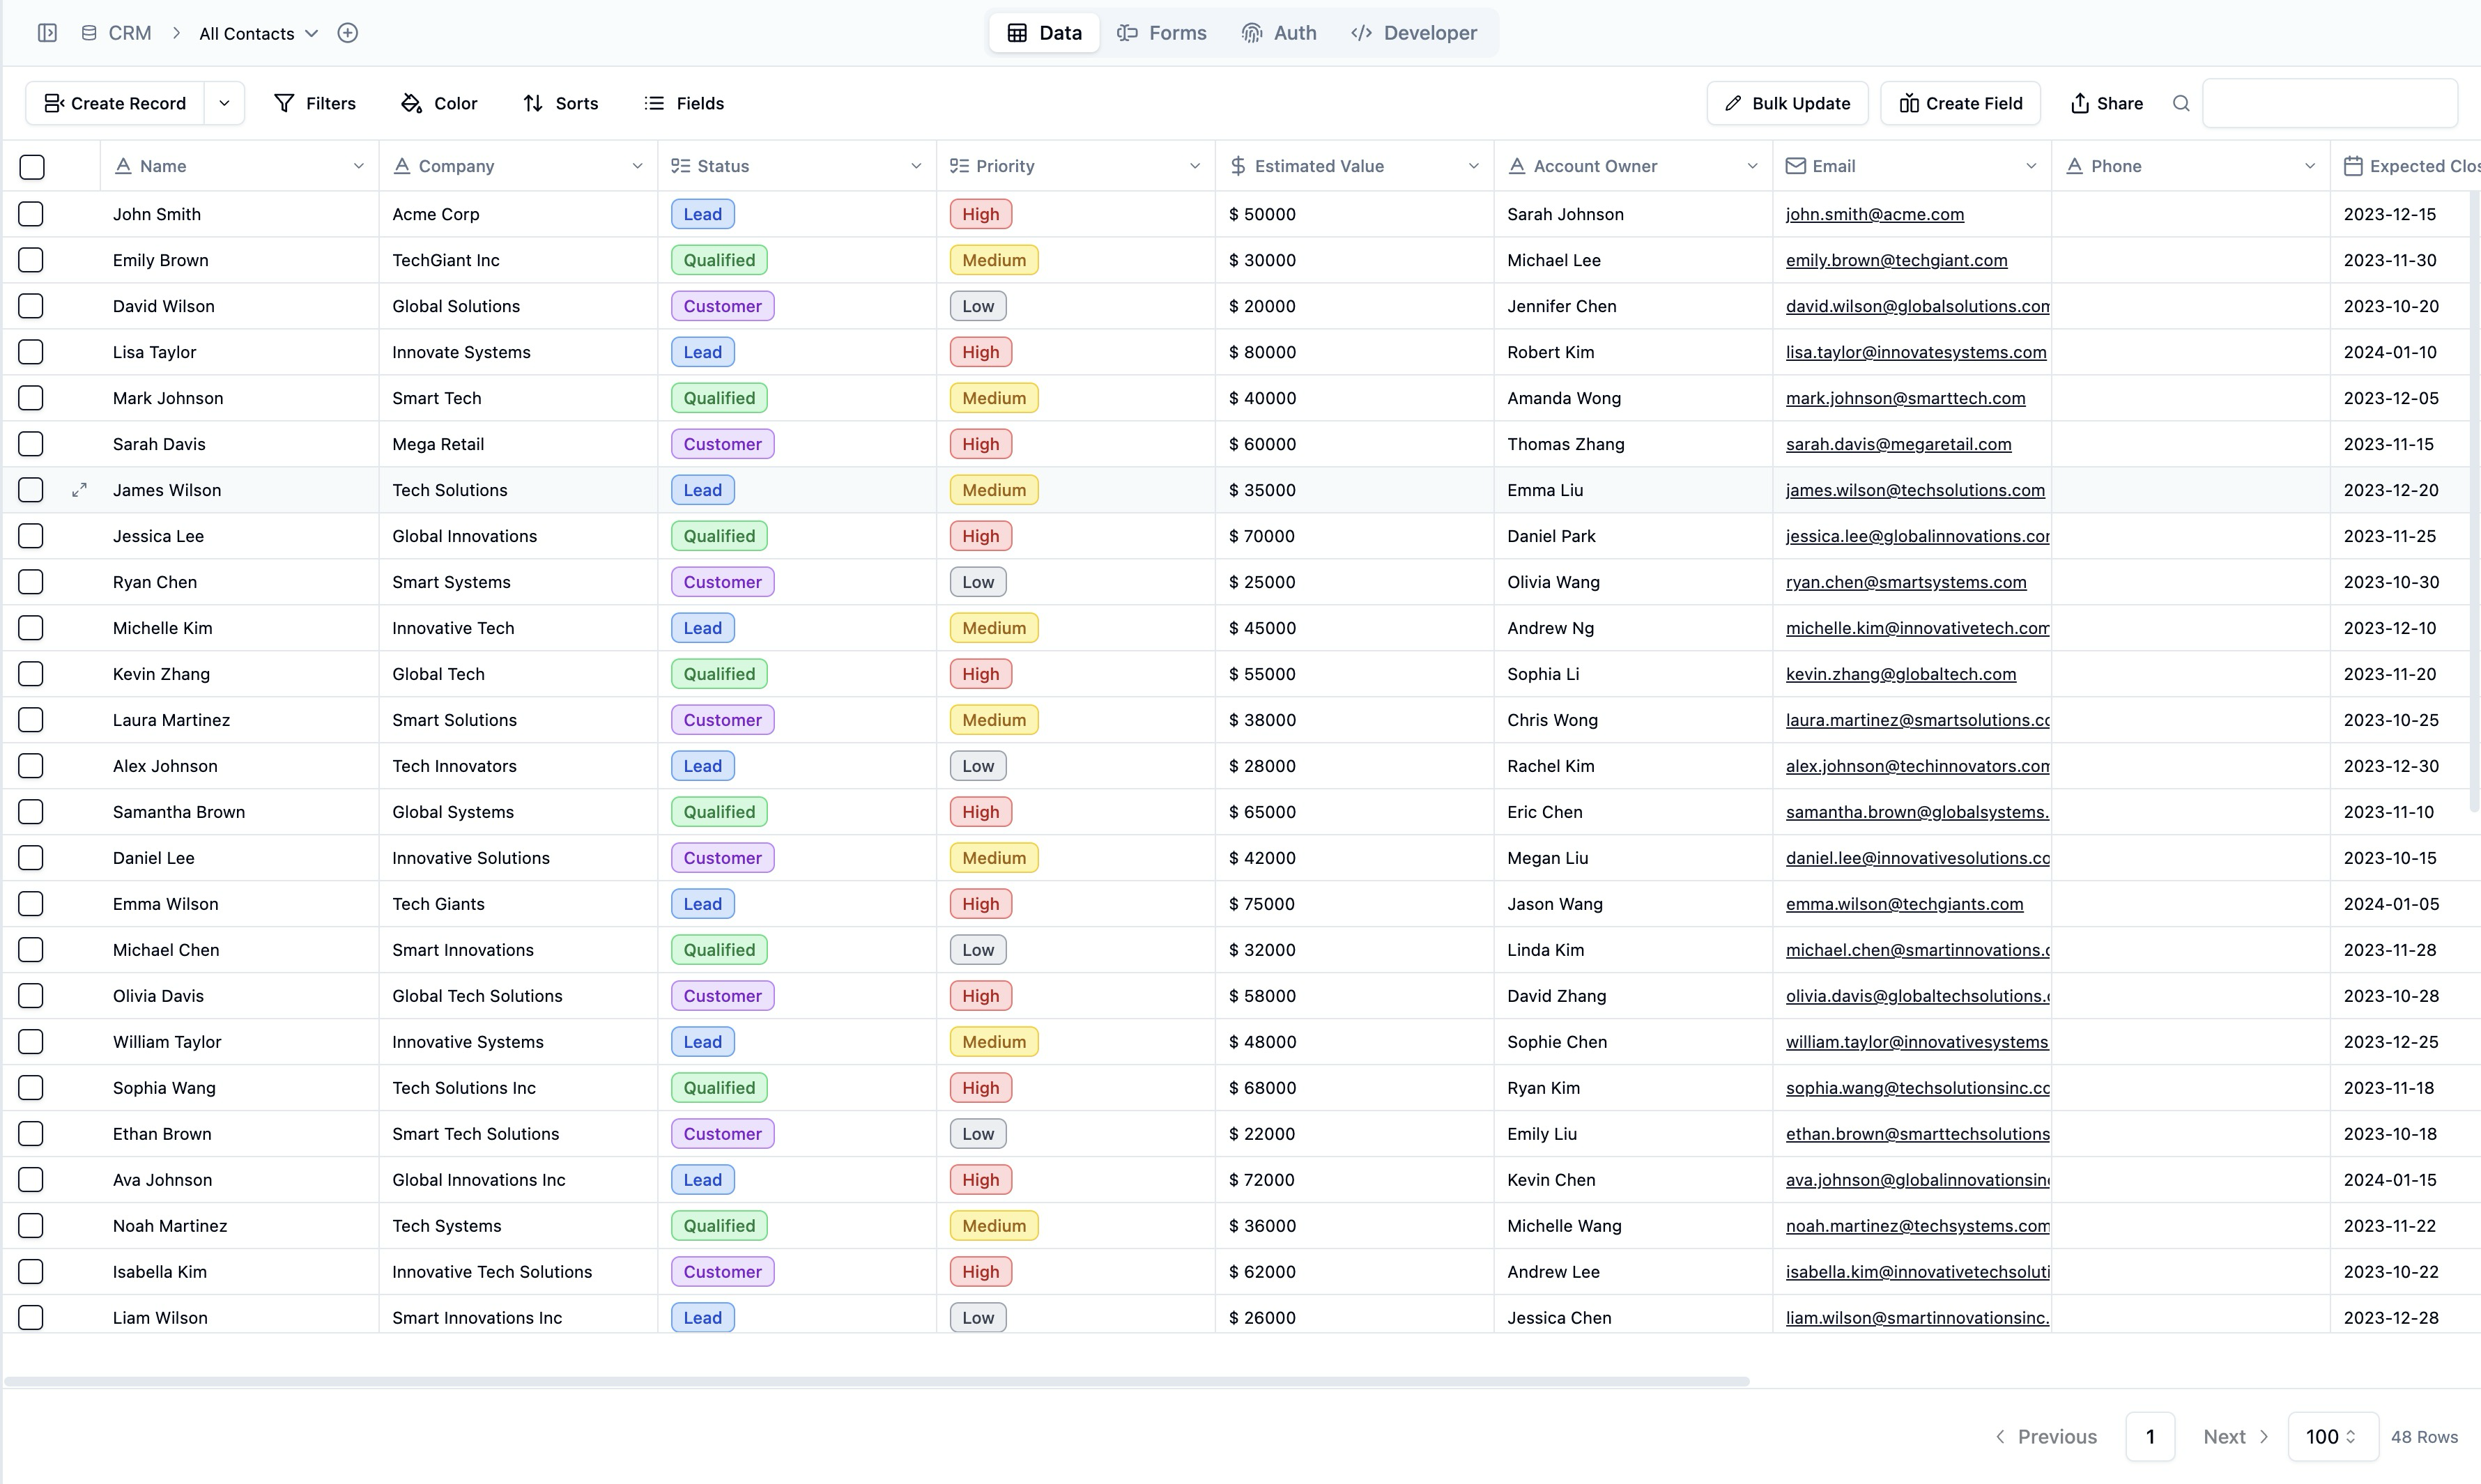 CRM > All Contacts Data Forms Auth Developer
Create Record Filters Color Sorts Fields Bulk Update Create Field Share
Name Company Status Priority $ Estimated Value Account Owner Email Phone Expected Clos
John Smith Acme Corp Lead High $ 50000 Sarah Johnson john.smith@acme.com 2023-12-15
Emily Brown TechGiant Inc Qualified Medium $ 30000 Michael Lee emily.brown@techgiant.com 2023-11-30
David Wilson Global Solutions Customer Low $ 20000 Jennifer Chen david.wilson@globalsolutions.com 2023-10-20
Lisa Taylor Innovate Systems Lead High $ 80000 Robert Kim lisa.taylor@innovatesystems.com 2024-01-10
Mark Johnson Smart Tech Qualified Medium $ 40000 Amanda Wong mark.johnson@smarttech.com 2023-12-05
Sarah Davis Mega Retail Customer High $ 60000 Thomas Zhang sarah.davis@megaretail.com 2023-11-15
James Wilson Tech Solutions Lead Medium $ 35000 Emma Liu james.wilson@techsolutions.com 2023-12-20
Jessica Lee Global Innovations Qualified High $ 70000 Daniel Park jessica.lee@globalinnovations.cor 2023-11-25
Ryan Chen Smart Systems Customer Low $ 25000 Olivia Wang ryan.chen@smartsystems.com 2023-10-30
Michelle Kim Innovative Tech Lead Medium $ 45000 Andrew Ng michelle.kim@innovativetech.com 2023-12-10
Kevin Zhang Global Tech Qualified High $ 55000 Sophia Li kevin.zhang@globaltech.com 2023-11-20
Laura Martinez Smart Solutions Customer Medium $ 38000 Chris Wong laura.martinez@smartsolutions.co 2023-10-25
Alex Johnson Tech Innovators Lead Low $ 28000 Rachel Kim alex.johnson@techinnovators.com 2023-12-30
Samantha Brown Global Systems Qualified High $ 65000 Eric Chen samantha.brown@globalsystems. 2023-11-10
Daniel Lee Innovative Solutions Customer Medium $ 42000 Megan Liu daniel.lee@innovativesolutions.co 2023-10-15
Emma Wilson Tech Giants Lead High $ 75000 Jason Wang emma.wilson@techgiants.com 2024-01-05
Michael Chen Smart Innovations Qualified Low $ 32000 Linda Kim michael.chen@smartinnovations.c 2023-11-28
Olivia Davis Global Tech Solutions Customer High $ 58000 David Zhang olivia.davis@globaltechsolutions.c 2023-10-28
William Taylor Innovative Systems Lead Medium $ 48000 Sophie Chen william.taylor@innovativesystems 2023-12-25
Sophia Wang Tech Solutions Inc Qualified High $ 68000 Ryan Kim sophia.wang@techsolutionsinc.co 2023-11-18
Ethan Brown Smart Tech Solutions Customer Low $ 22000 Emily Liu ethan.brown@smarttechsolutions 2023-10-18
Ava Johnson Global Innovations Inc Lead High $ 72000 Kevin Chen ava.johnson@globalinnovationsinc 2024-01-15
Noah Martinez Tech Systems Qualified Medium $ 36000 Michelle Wang noah.martinez@techsystems.com 2023-11-22
Isabella Kim Innovative Tech Solutions Customer High $ 62000 Andrew Lee isabella.kim@innovativetechsoluti 2023-10-22
Liam Wilson Smart Innovations Inc Lead Low $ 26000 Jessica Chen liam.wilson@smartinnovationsinc. 2023-12-28
Previous 1 Next 100 48 Rows